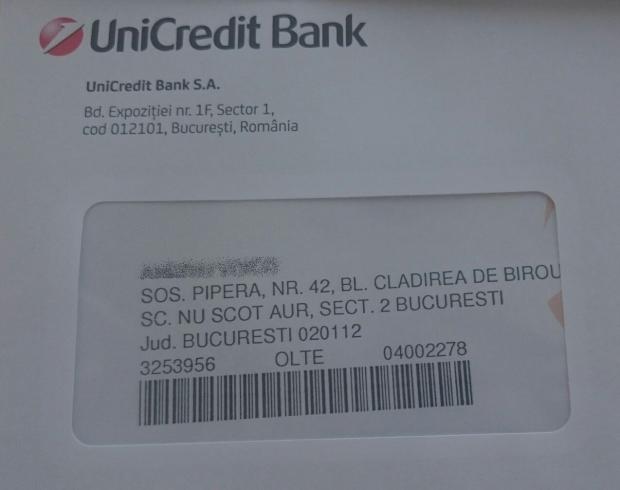 UniCredit Bank
UniCredit Bank S.A.
Bd. Expoziției nr. 1F, Sector 1,
cod 012101, București, România
SOS. PIPERA, NR. 42, BL. CLADIREA DE BIROU
SC. NU SCOT AUR, SECT. 2 BUCURESTI
Jud. BUCURESTI 020112
3253956 OLTE 04002278